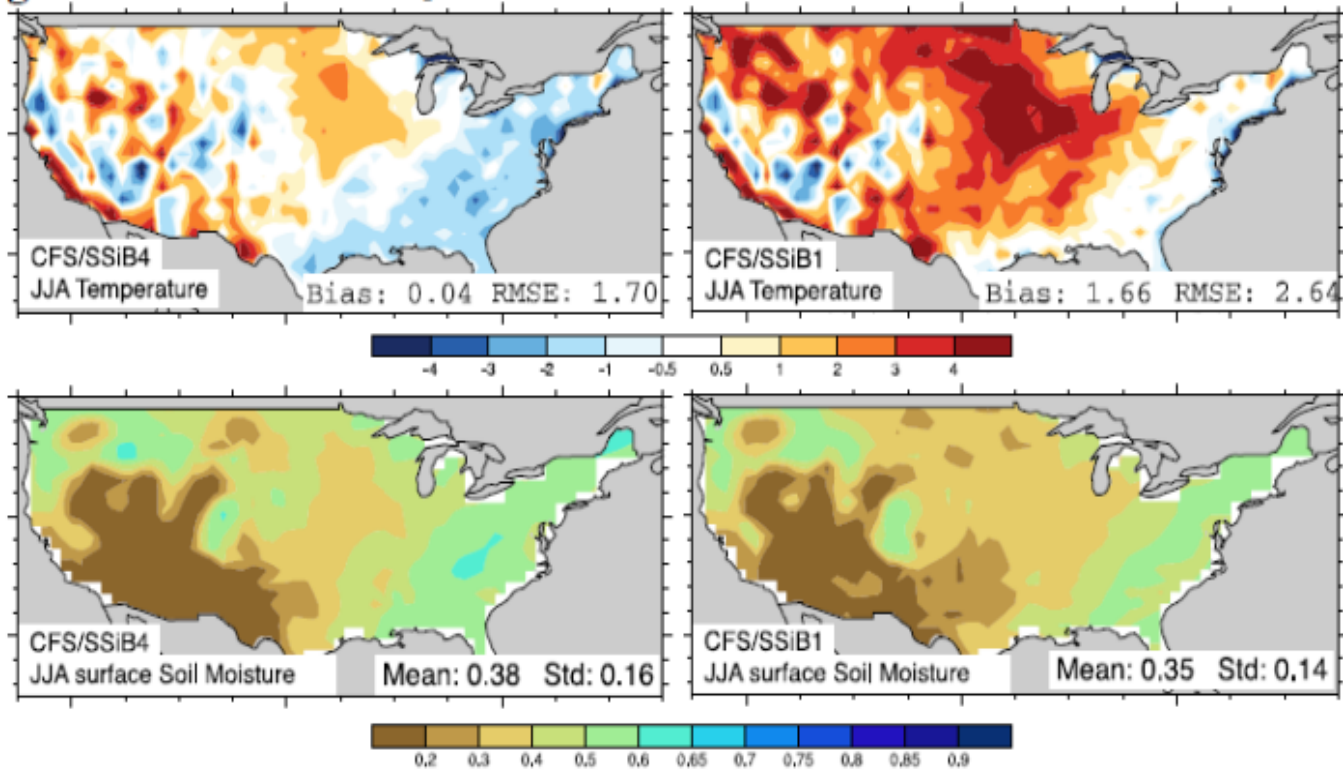 CFS/SSiB4
JJA Temperature
Bias: 0.04 RMSE: 1.70
CFS/SSiB1
JJA Temperature
Bias: 1.66 RMSE: 2.64
-4 -3 -2 -1 -0.5 0.5 1 2 3 4
CFS/SSiB4
JJA surface Soil Moisture
Mean: 0.38 Std: 0.16
CFS/SSiB1
JJA surface Soil Moisture
Mean: 0.35 Std: 0.14
0.2 0.3 0.4 0.5 0.6 0.65 0.7 0.75 0.8 0.85 0.9